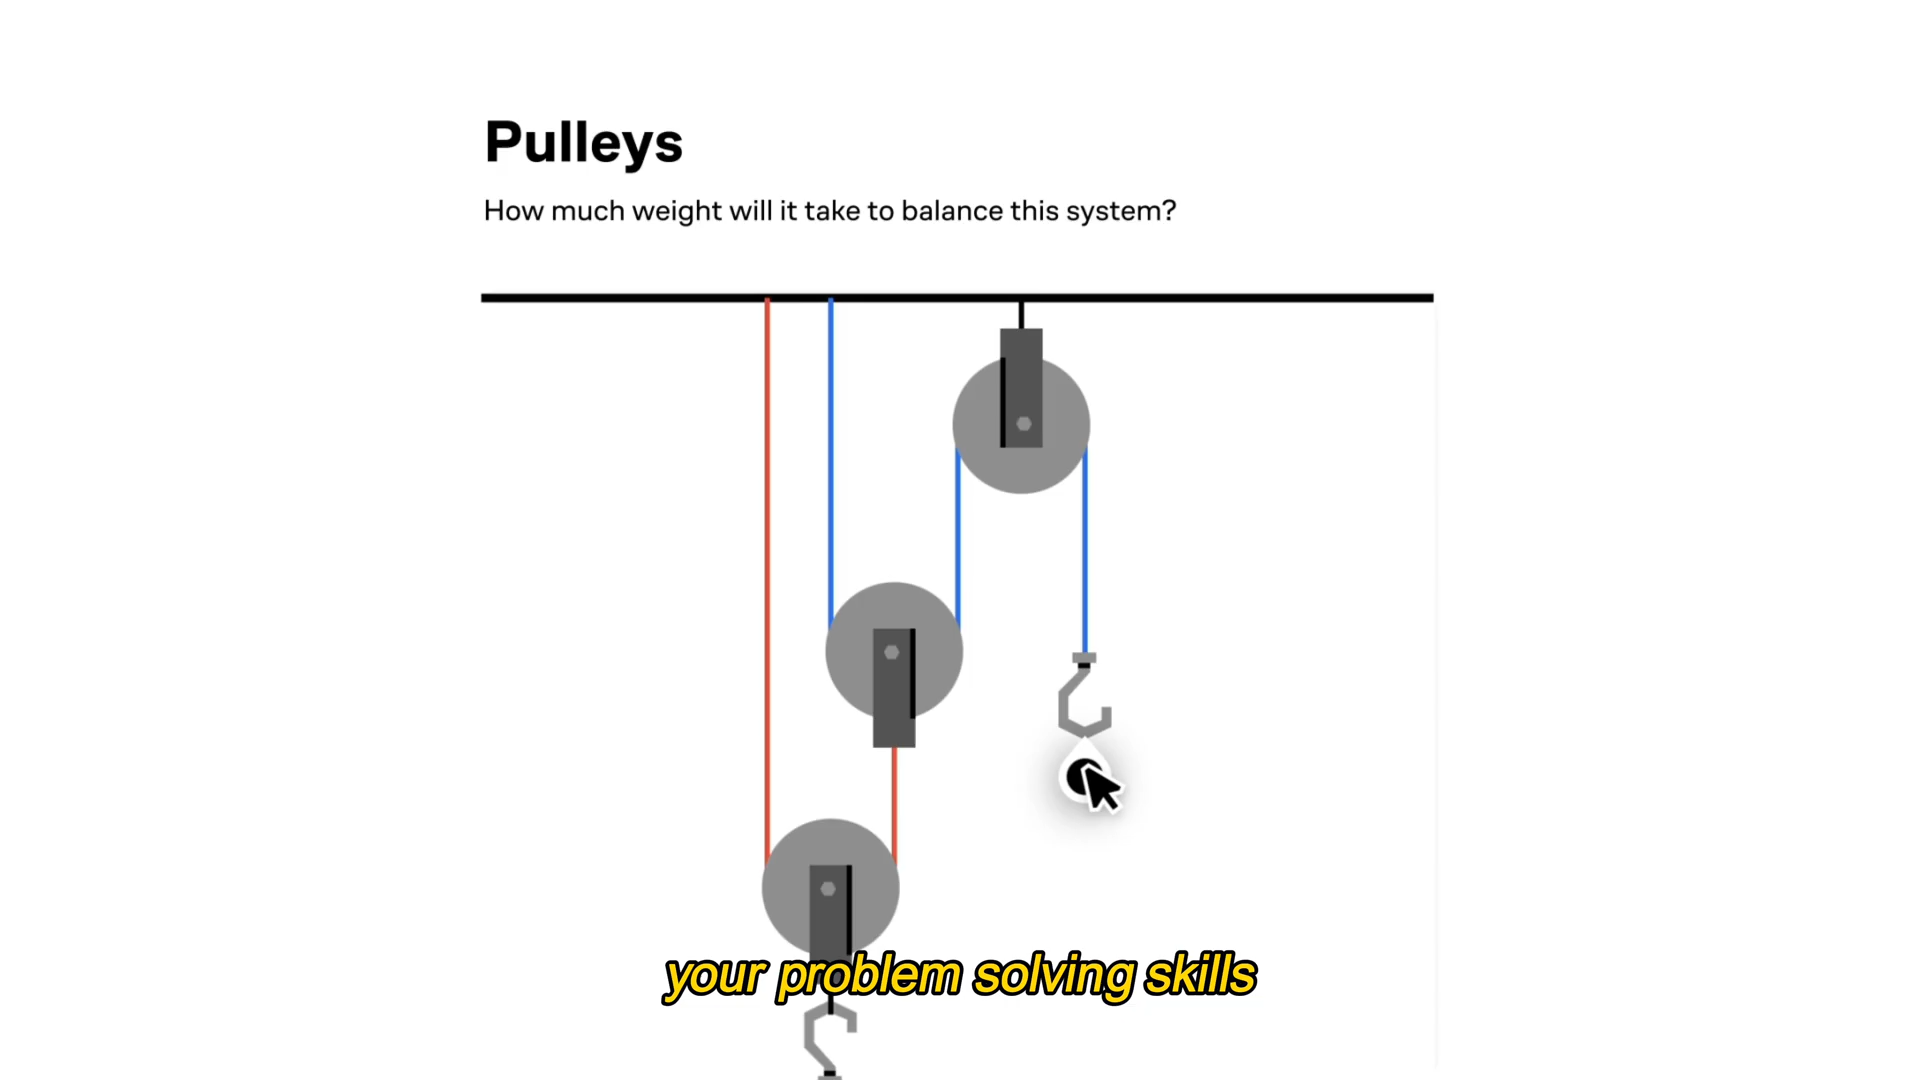 Pulleys
How much weight will it take to balance this system?
your problem solving skills